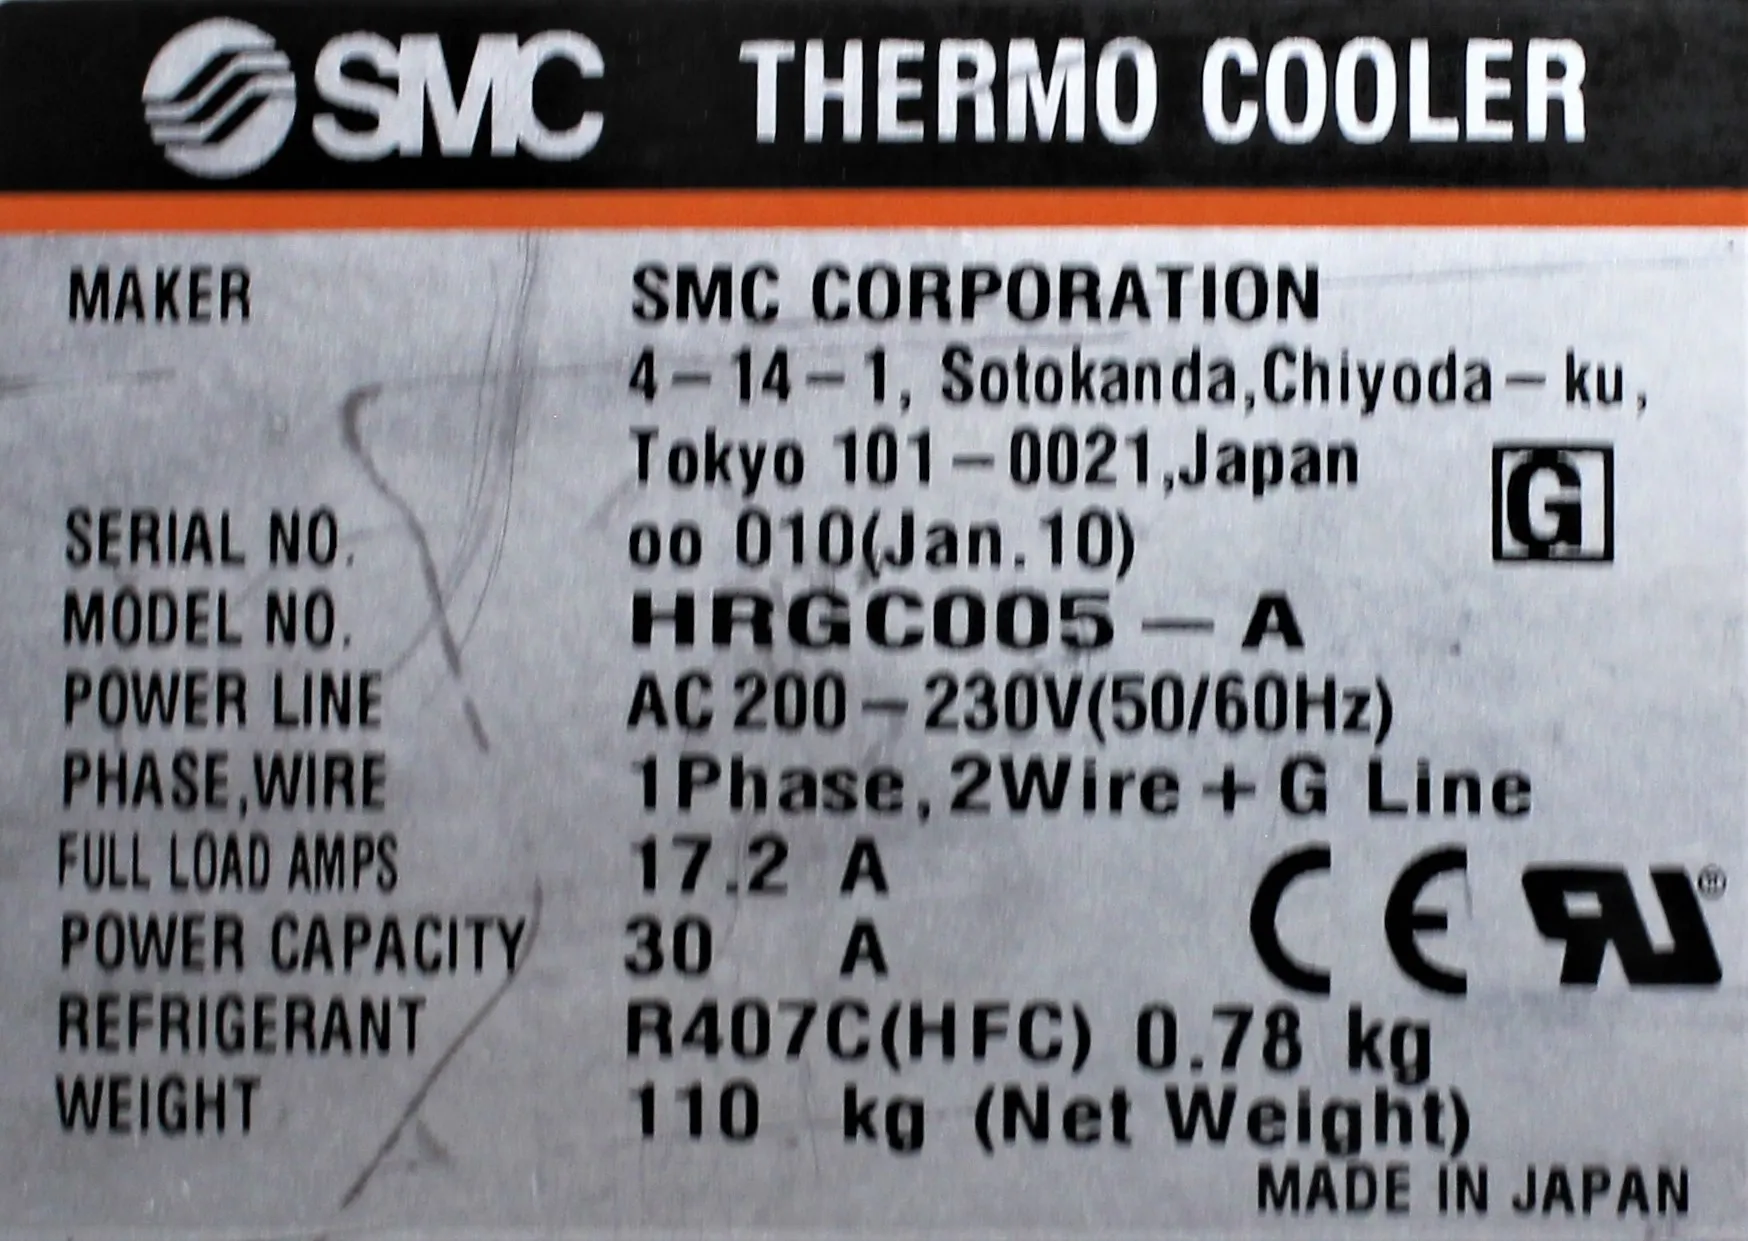 SMC THERMO COOLER
MAKER SMC CORPORATION
4-14-1, Sotokanda,Chiyoda-ku,
Tokyo 101-0021,Japan
G
SERIAL NO. oo 010(Jan.10)
MODEL NO. HRGC005-A
POWER LINE AC 200-230V(50/60Hz)
PHASE,WIRE 1Phase,2Wire+G Line
FULL LOAD AMPS 17.2 A
CE RU®
POWER CAPACITY 30 A
REFRIGERANT R407C(HFC) 0.78 kg
WEIGHT 110 kg (Net Weight)
MADE IN JAPAN